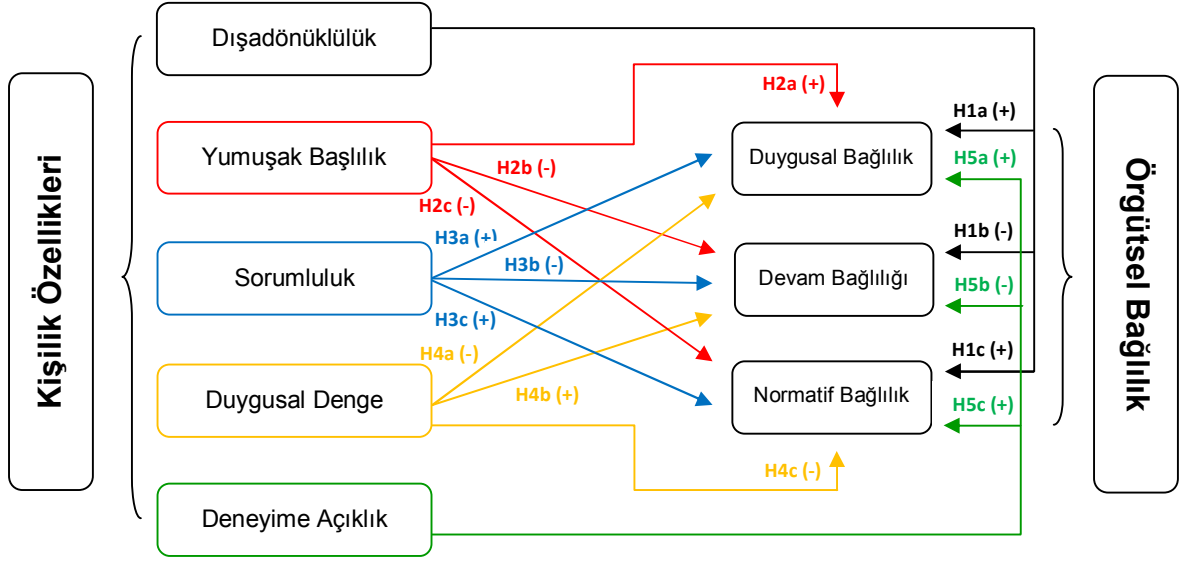 Kişilik Özellikleri
Dışadönüklülük
Yumuşak Başlılık
Sorumluluk
Duygusal Denge
Deneyime Açıklık
H2a (+)
H2b (-)
H2c (-)
H3a (+)
H3b (-)
H3c (+)
H4a (-)
H4b (+)
H4c (-)
Duygusal Bağlılık
Devam Bağlılığı
Normatif Bağlılık
H1a (+)
H5a (+)
H1b (-)
H5b (-)
H1c (+)
H5c (+)
Örgütsel Bağlılık